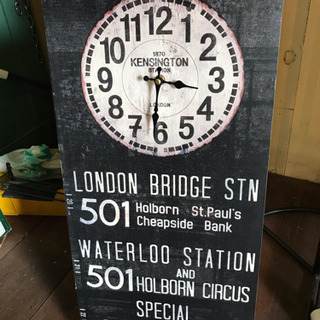 12
11
1
10
2
9
3
8
4
7
5
6
1870
KENSINGTON
STATION
LONDON
LONDON BRIDGE STN
501 Holborn St.Paul's
Cheapside Bank
WATERLOO STATION
AND
501 HOLBORN CIRCUS
SPECIAL